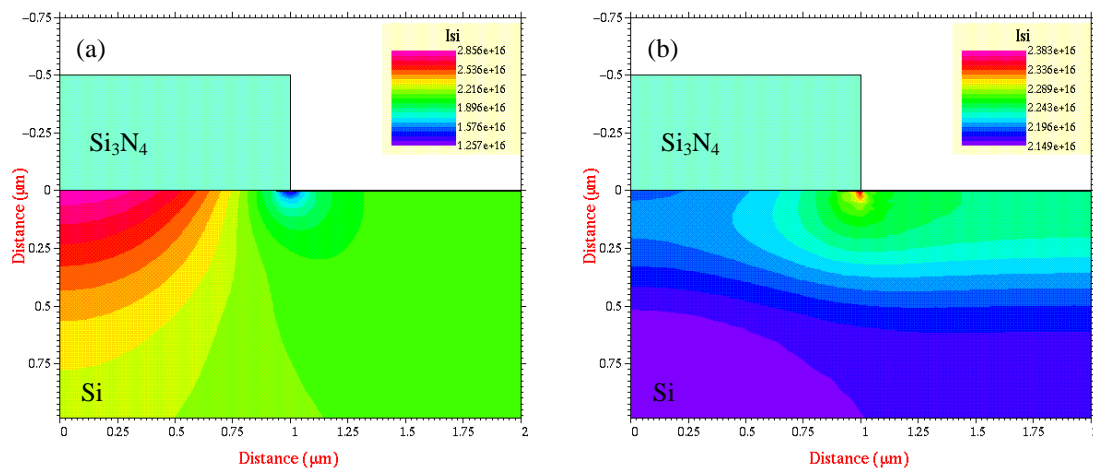 (a)
Isi
2.856e+16
2.536e+16
2.216e+16
1.896e+16
1.576e+16
1.257e+16
Si3N4
Si
−0.75
−0.5
−0.25
0
0.25
0.5
0.75
Distance (μm)
0 0.25 0.5 0.75 1 1.25 1.5 1.75 2
Distance (μm)
(b)
Isi
2.383e+16
2.336e+16
2.289e+16
2.243e+16
2.196e+16
2.149e+16
Si3N4
Si
−0.75
−0.5
−0.25
0
0.25
0.5
0.75
Distance (μm)
0 0.25 0.5 0.75 1 1.25 1.5 1.75 2
Distance (μm)